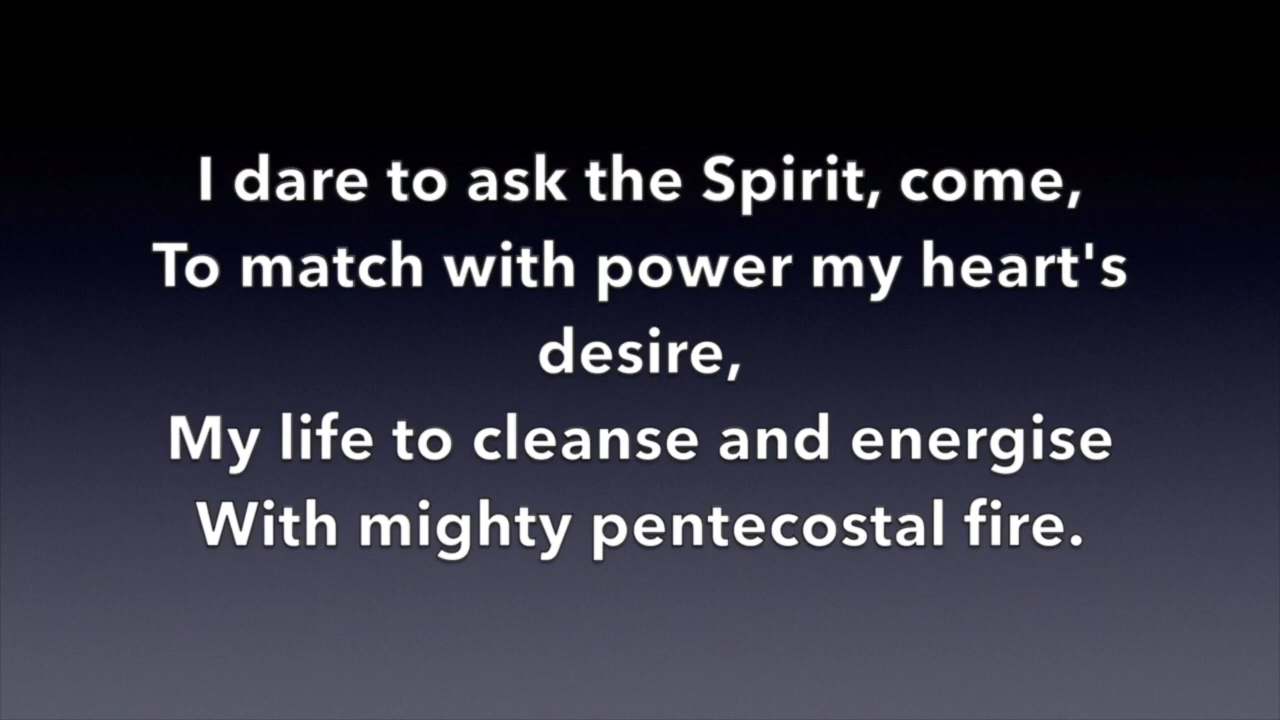 I dare to ask the Spirit, come,
To match with power my heart's
desire,
My life to cleanse and energise
With mighty pentecostal fire.